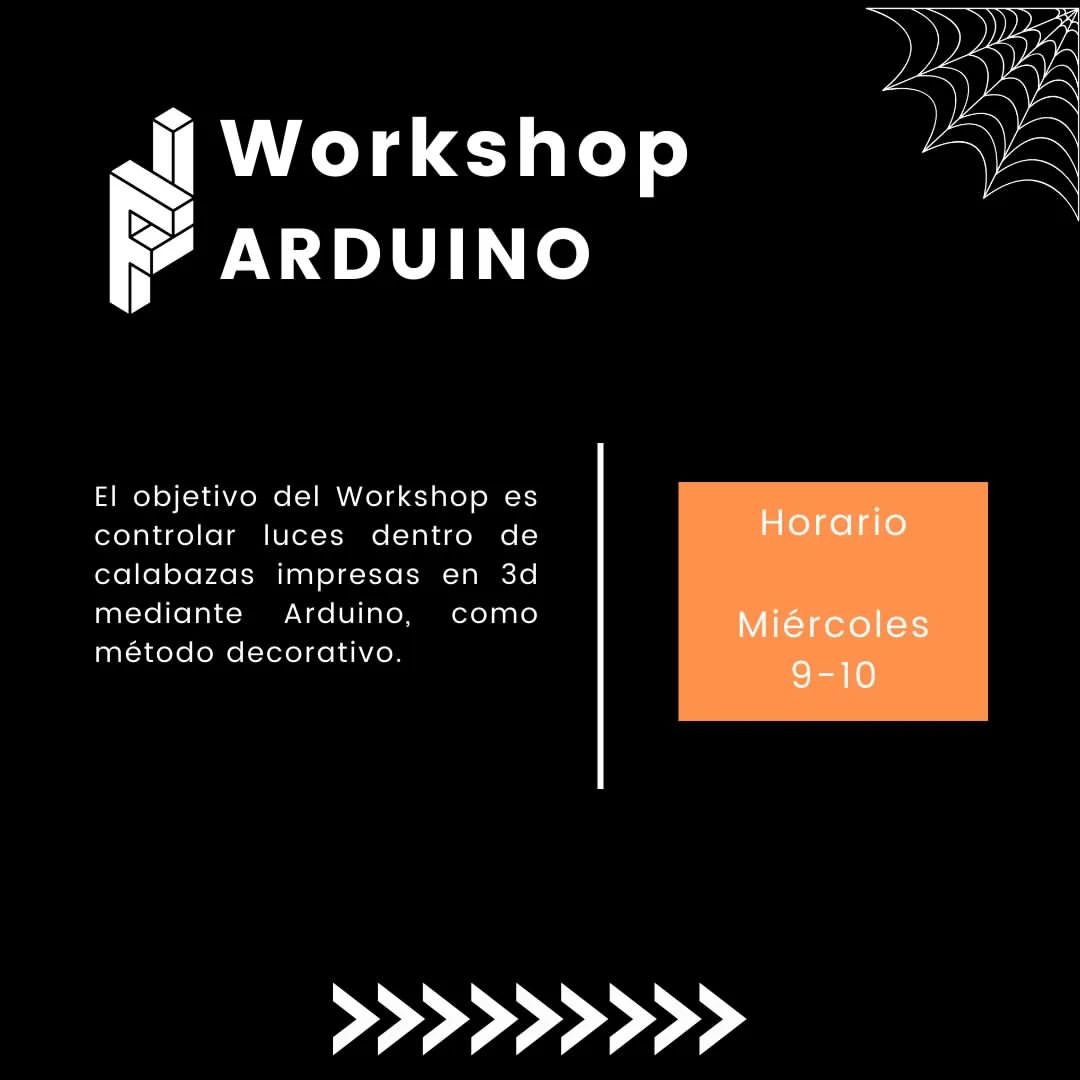 Workshop
ARDUINO
El objetivo del Workshop es
controlar luces dentro de
calabazas impresas en 3d
mediante Arduino, como
método decorativo.
Horario
Miércoles
9-10